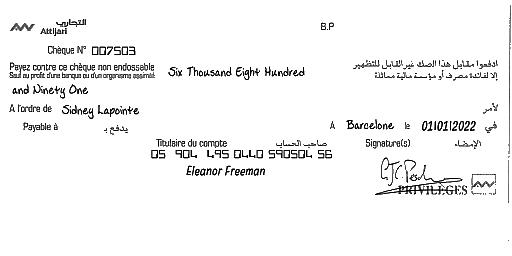 التجاري
Attijari
B.P
Chèque N° 007503
Payez contre ce chèque non endossable
Seul au profit d'une banque ou d'un organisme assimilé
Six Thousand Eight Hundred
ادفعوا مقابل هذا الصك غير القابل للتظهير
إلا لفائدة مصرف أو مؤسسة مالية مماثلة
and Ninety One
A l'ordre de Sidney Lapointe
لأمر
Payable à يدفع بـ
A Barcelone le 01/01/2022 في
Titulaire du compte صاحب الحساب
Signature(s) الإمضاء
05 904 495 0440 590504 56
Eleanor Freeman
PRIVILÈGES